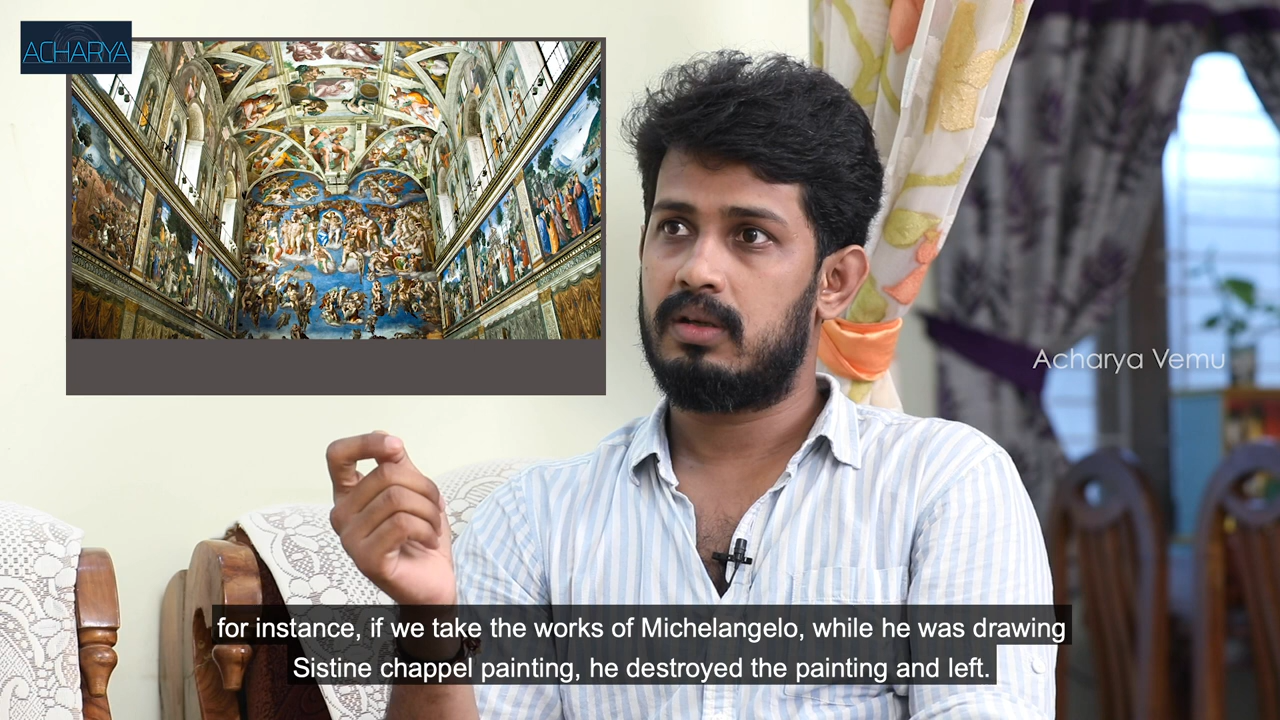 ACHARYA
Acharya Vemu
for instance, if we take the works of Michelangelo, while he was drawing
Sistine chappel painting, he destroyed the painting and left.